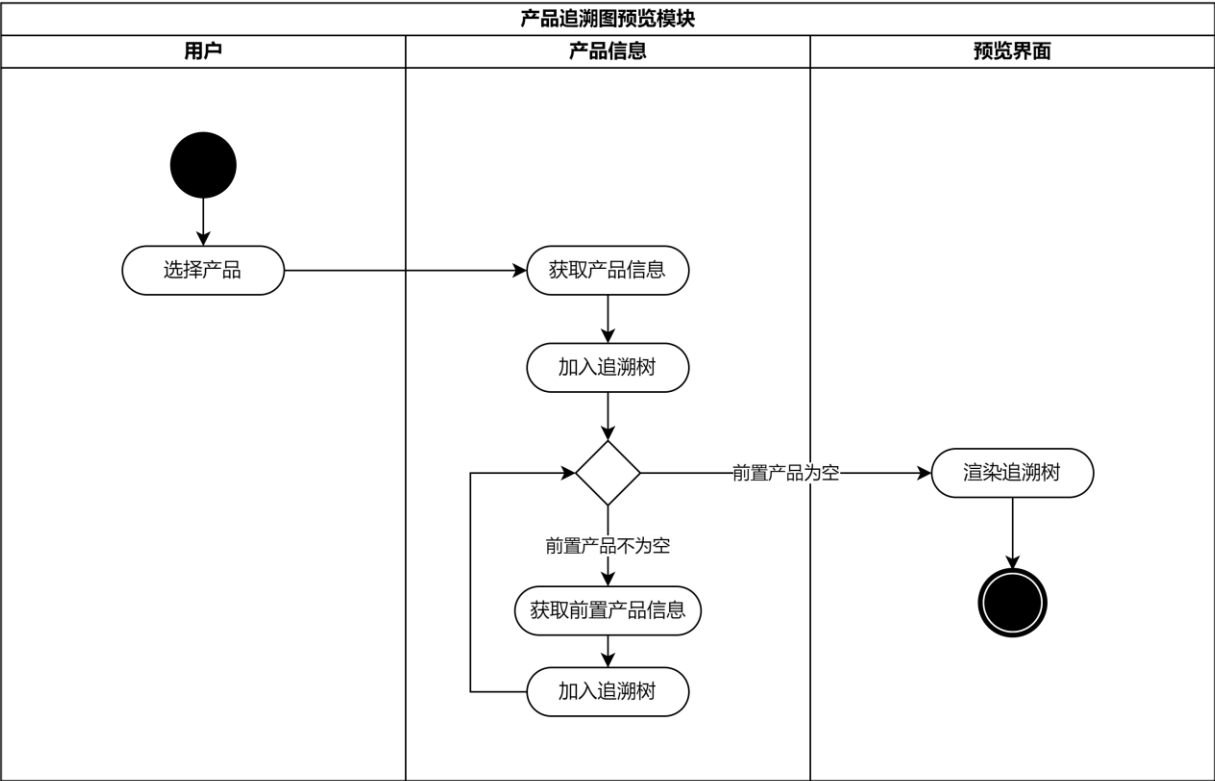 产品追溯图预览模块
用户
产品信息
预览界面
选择产品
获取产品信息
加入追溯树
前置产品为空
渲染追溯树
前置产品不为空
获取前置产品信息
加入追溯树